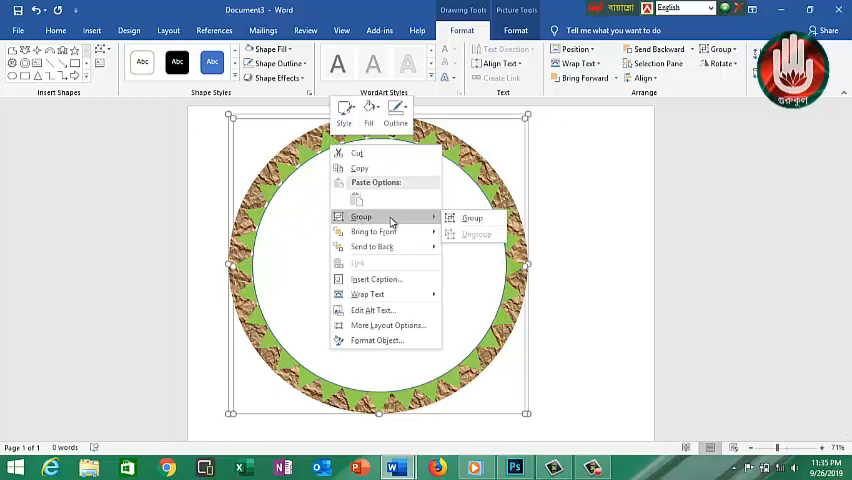 Document3 - Word
Drawing Tools
Picture Tools
English
File
Home
Insert
Design
Layout
References
Mailings
Review
View
Add-ins
Help
Format
Format
Tell me what you want to do
Share
Abc
Abc
Abc
Shape Fill
Shape Outline
Shape Effects
A
A
A
Text Direction
Align Text
Create Link
Position
Wrap Text
Bring Forward
Send Backward
Selection Pane
Align
Group
Rotate
Insert Shapes
Shape Styles
WordArt Styles
Text
Arrange
গুরুকুল
Style
Fill
Outline
Cut
Copy
Paste Options:
Group
Group
Bring to Front
Ungroup
Send to Back
Link
Insert Caption...
Wrap Text
Edit Alt Text...
More Layout Options...
Format Object...
Page 1 of 1
0 words
71%
11:35 PM
9/26/2019